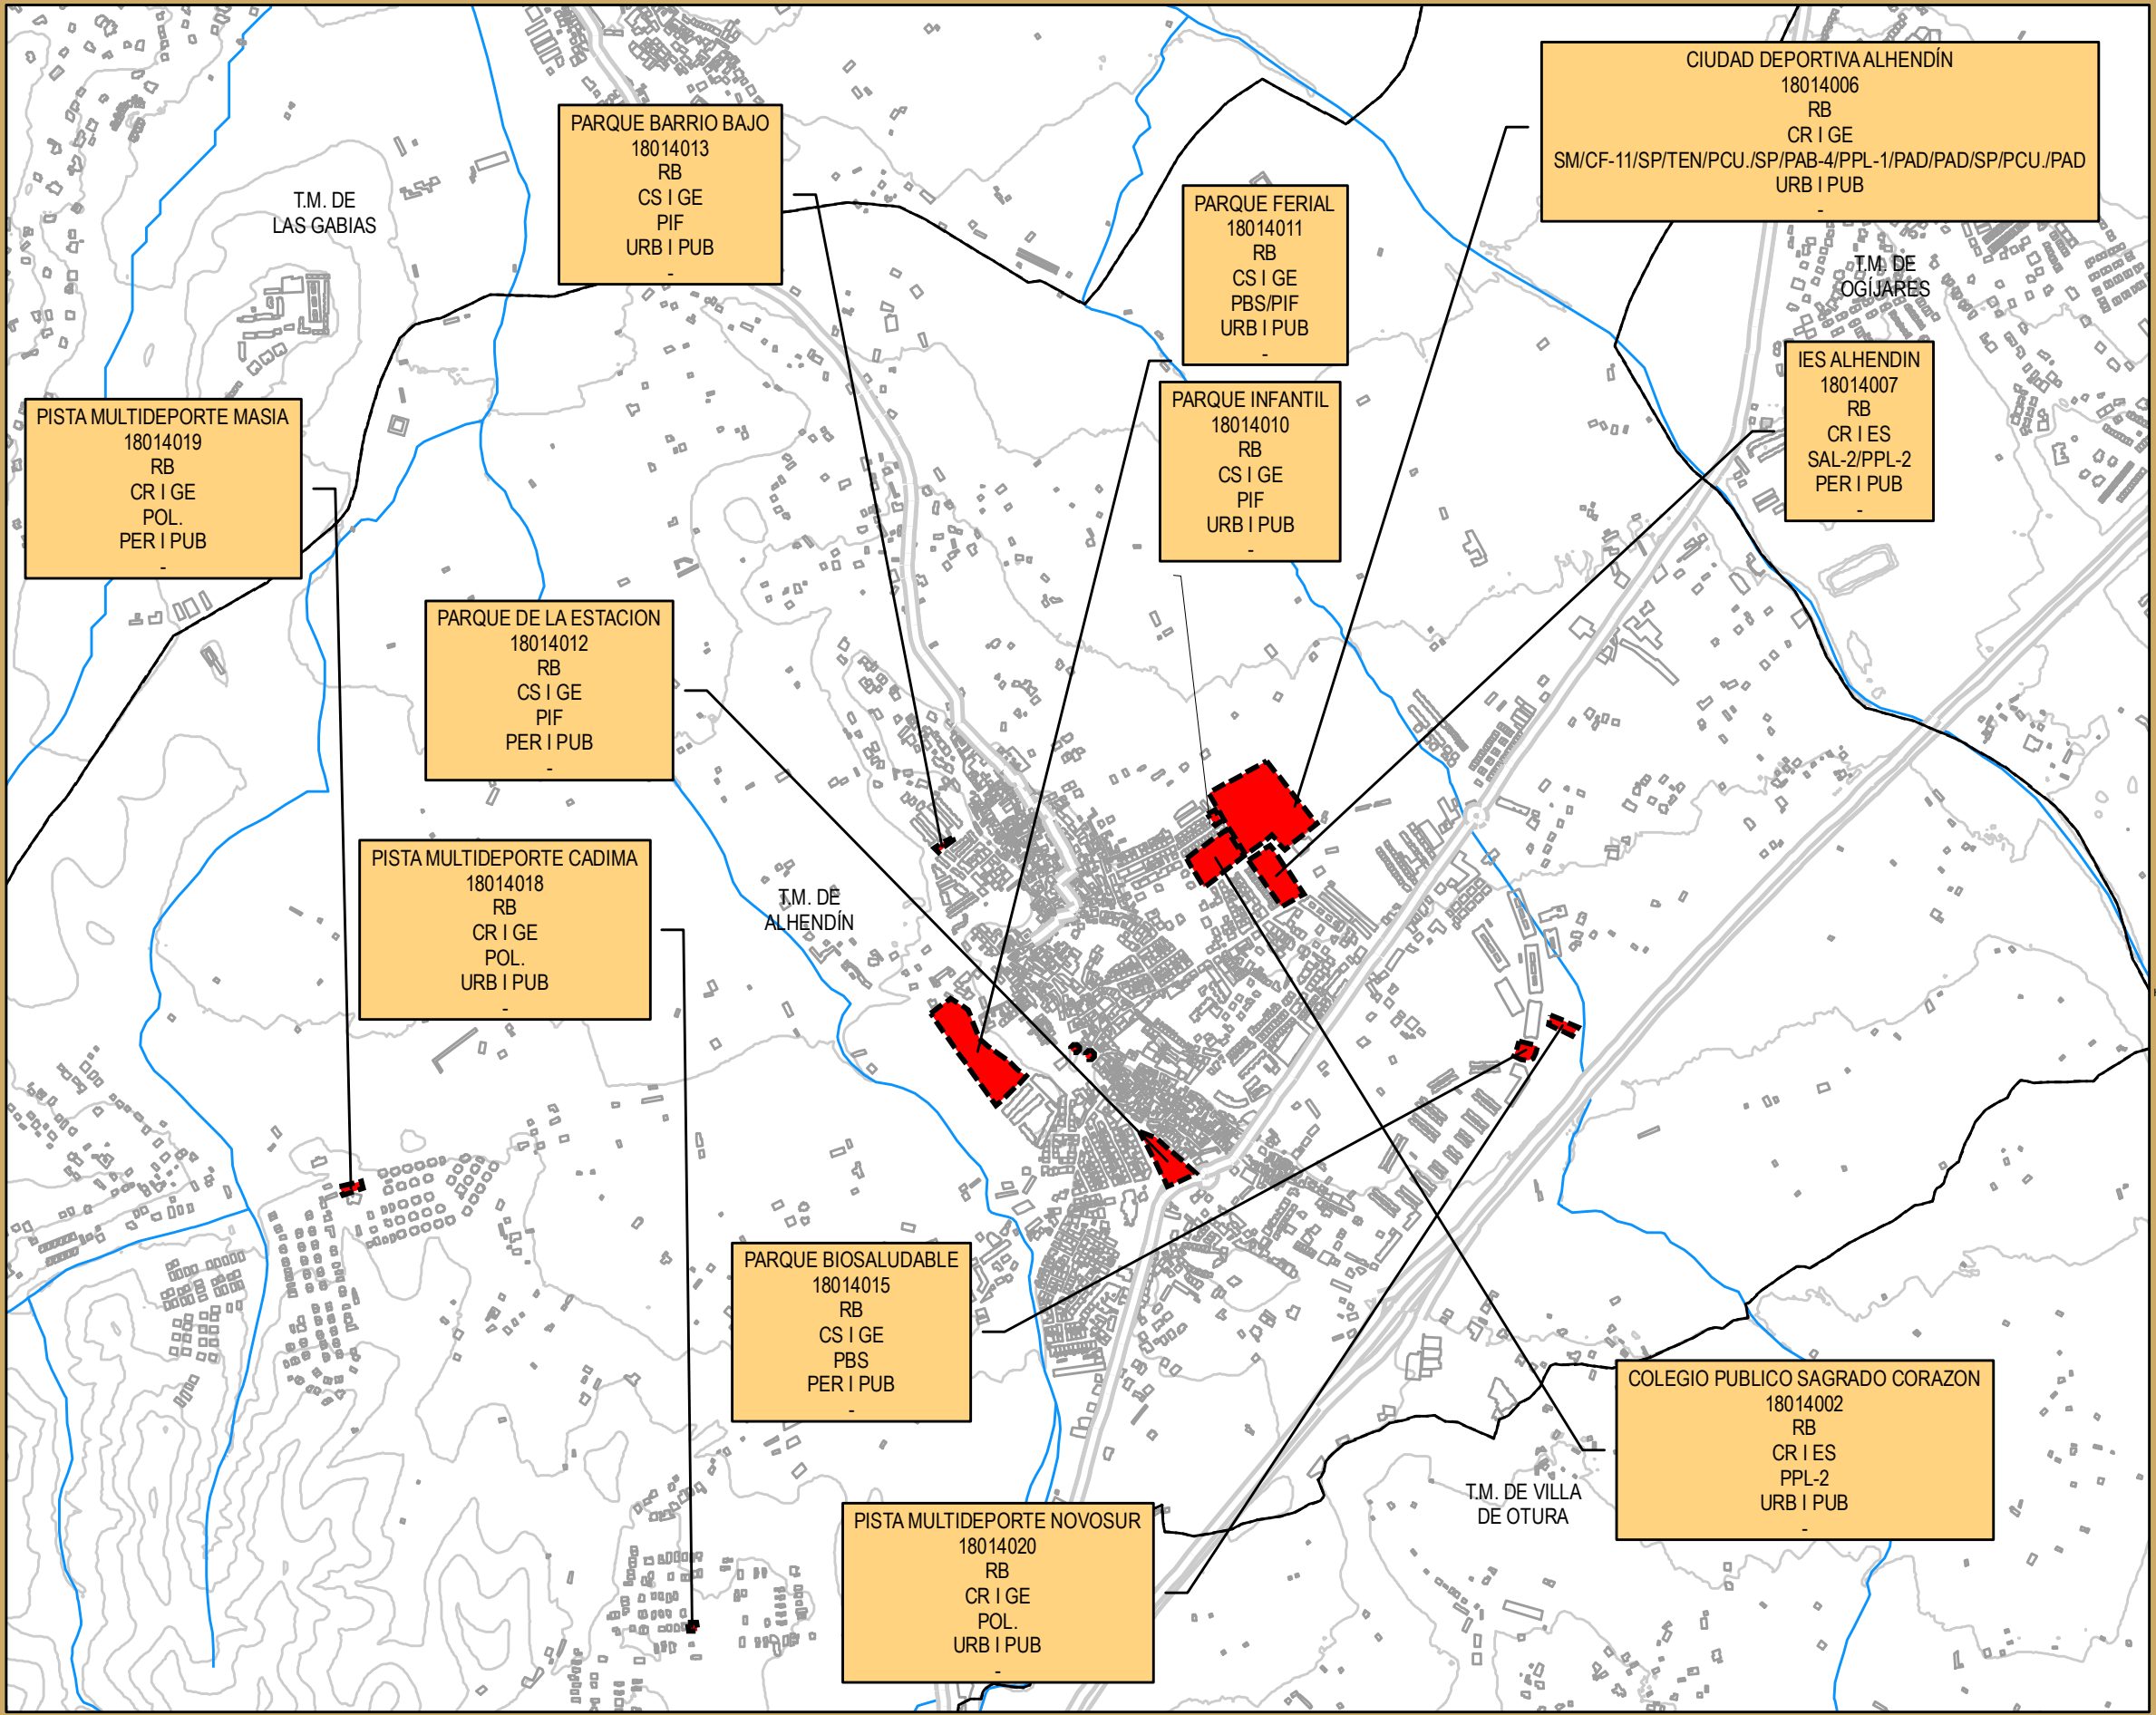 CIUDAD DEPORTIVA ALHENDÍN
18014006
RB
CR I GE
SM/CF-11/SP/TEN/PCU./SP/PAB-4/PPL-1/PAD/PAD/SP/PCU./PAD
URB I PUB
-
PARQUE BARRIO BAJO
18014013
RB
CS I GE
PIF
URB I PUB
-
T.M. DE
LAS GABIAS
PARQUE FERIAL
18014011
RB
CS I GE
PBS/PIF
URB I PUB
-
T.M. DE
OGÍJARES
IES ALHENDIN
18014007
RB
CR I ES
SAL-2/PPL-2
PER I PUB
-
PARQUE INFANTIL
18014010
RB
CS I GE
PIF
URB I PUB
-
PISTA MULTIDEPORTE MASIA
18014019
RB
CR I GE
POL.
PER I PUB
-
PARQUE DE LA ESTACION
18014012
RB
CS I GE
PIF
PER I PUB
-
PISTA MULTIDEPORTE CADIMA
18014018
RB
CR I GE
POL.
URB I PUB
-
T.M. DE
ALHENDÍN
PARQUE BIOSALUDABLE
18014015
RB
CS I GE
PBS
PER I PUB
-
COLEGIO PUBLICO SAGRADO CORAZON
18014002
RB
CR I ES
PPL-2
URB I PUB
-
T.M. DE VILLA
DE OTURA
PISTA MULTIDEPORTE NOVOSUR
18014020
RB
CR I GE
POL.
URB I PUB
-